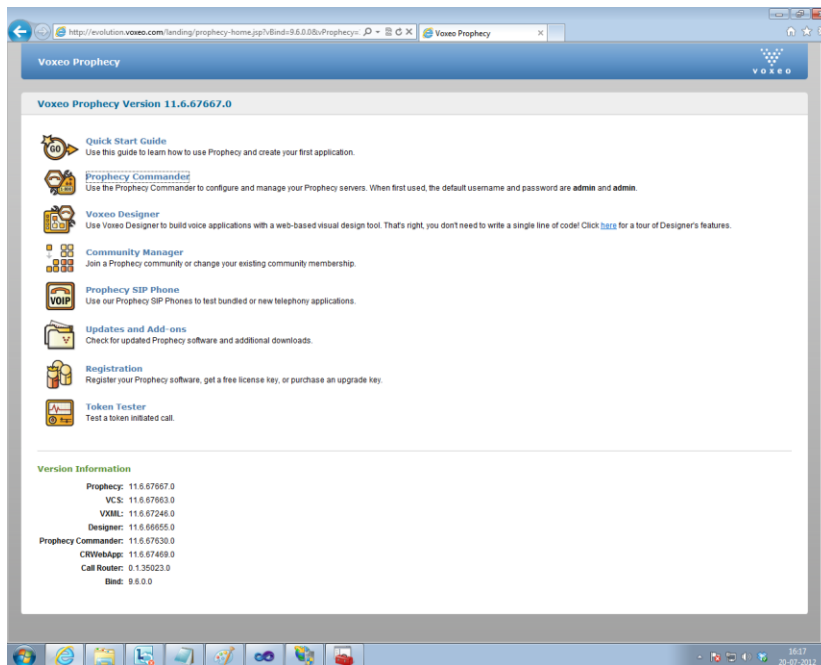 http://evolution.voxeo.com/landing/prophecy-home.jsp?vBind=9.6.0.0&vProphecy=
Voxeo Prophecy
Voxeo Prophecy
voxeo
Voxeo Prophecy Version 11.6.67667.0
GO
Quick Start Guide
Use this guide to learn how to use Prophecy and create your first application.
Prophecy Commander
Use the Prophecy Commander to configure and manage your Prophecy servers. When first used, the default username and password are admin and admin.
Voxeo Designer
Use Voxeo Designer to build voice applications with a web-based visual design tool. That's right, you don't need to write a single line of code! Click here for a tour of Designer's features.
Community Manager
Join a Prophecy community or change your existing community membership.
VOIP
Prophecy SIP Phone
Use our Prophecy SIP Phones to test bundled or new telephony applications.
Updates and Add-ons
Check for updated Prophecy software and additional downloads.
Registration
Register your Prophecy software, get a free license key, or purchase an upgrade key.
Token Tester
Test a token initiated call.
Version Information
Prophecy: 11.6.67667.0
VCS: 11.6.67663.0
VXML: 11.6.67246.0
Designer: 11.6.66655.0
Prophecy Commander: 11.6.67630.0
CRWebApp: 11.6.67469.0
Call Router: 0.1.35023.0
Bind: 9.6.0.0
16:17
20-07-2012